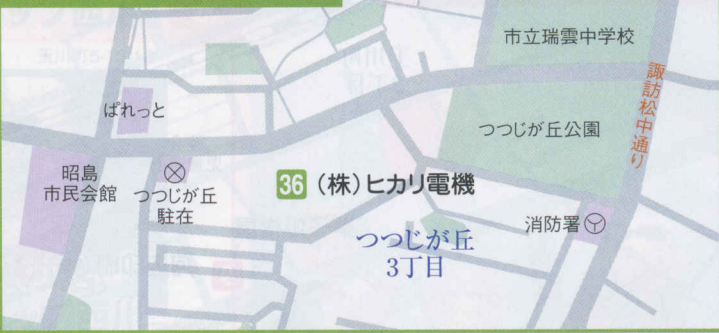 市立瑞雲中学校
諏訪松中通り
ぱれっと
つつじが丘公園
昭島
市民会館
つつじが丘
駐在
36 (株)ヒカリ電機
消防署
つつじが丘
3丁目